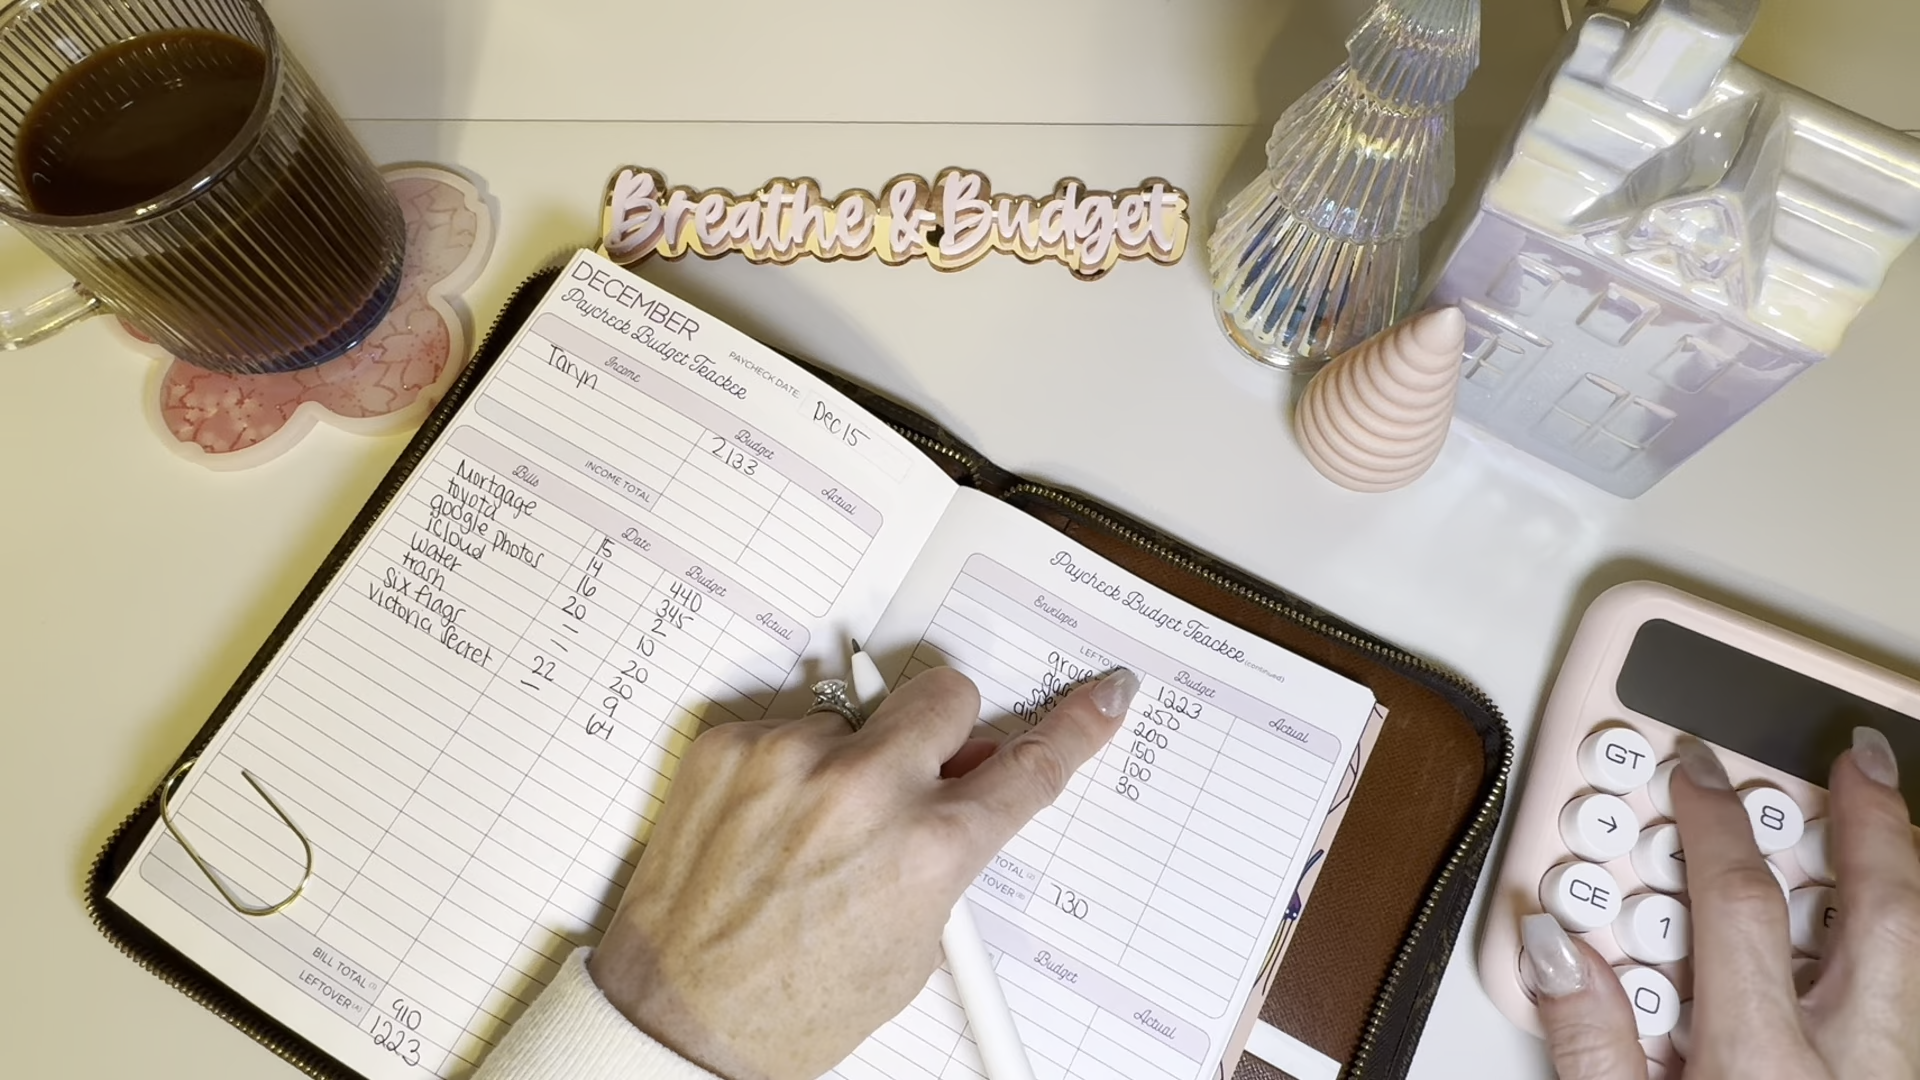 Breathe & Budget
DECEMBER
Paycheck Budget Tracker
PAYCHECK DATE: Dec 15
Income Budget Actual
Taryn 2133
INCOME TOTAL
Bills Date Budget Actual
Mortgage 15 440
toyota 14 345
google photos 16 2
icloud 20 10
water – 20
trash – 20
six flags 22 9
victoria secret – 64
BILL TOTAL (1) 910
LEFTOVER (A) 1223
Paycheck Budget Tracker (continued)
Envelopes Budget Actual
1223
250
200
150
100
30
TOTAL (2) 730
Budget Actual
GT
8
→
CE
1
0